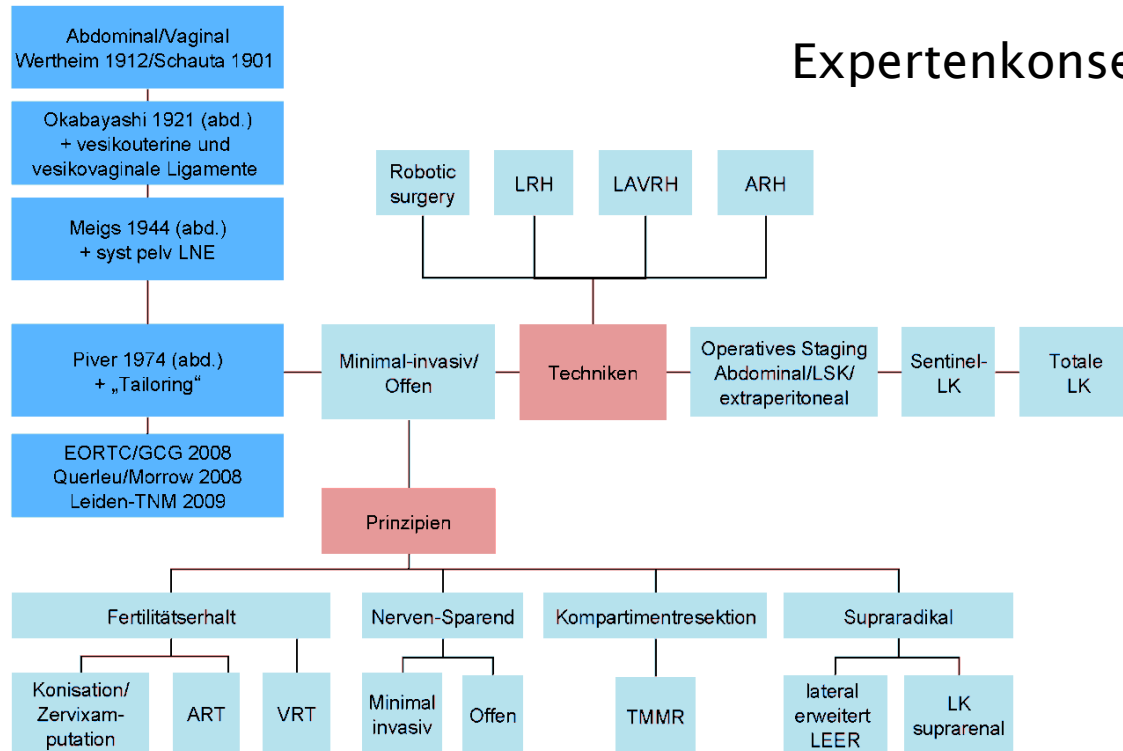 Expertenkonse
Abdominal/Vaginal
Wertheim 1912/Schauta 1901
Okabayashi 1921 (abd.)
+ vesikouterine und
vesikovaginale Ligamente
Meigs 1944 (abd.)
+ syst pelv LNE
Piver 1974 (abd.)
+ „Tailoring“
EORTC/GCG 2008
Querleu/Morrow 2008
Leiden-TNM 2009
Robotic
surgery
LRH
LAVRH
ARH
Minimal-invasiv/
Offen
Techniken
Operatives Staging
Abdominal/LSK/
extraperitoneal
Sentinel-
LK
Totale
LK
Prinzipien
Fertilitätserhalt
Nerven-Sparend
Kompartimentresektion
Supraradikal
Konisation/
Zervixam-
putation
ART
VRT
Minimal
invasiv
Offen
TMMR
lateral
erweitert
LEER
LK
suprarenal